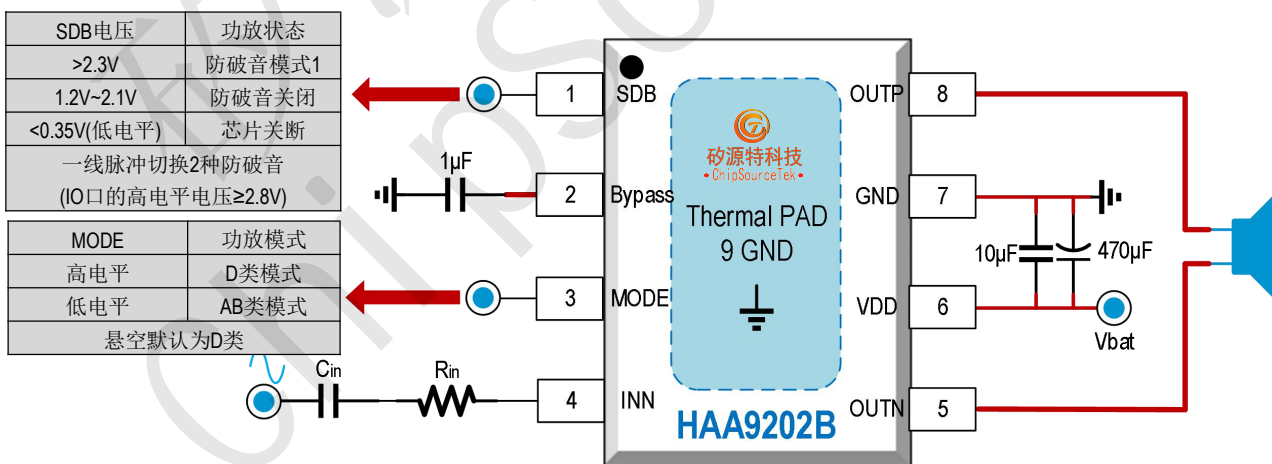 SDB电压 功放状态
>2.3V 防破音模式1
1.2V~2.1V 防破音关闭
<0.35V(低电平) 芯片关断
一线脉冲切换2种防破音
(IO口的高电平电压≥2.8V)
MODE 功放模式
高电平 D类模式
低电平 AB类模式
悬空默认为D类
1 SDB
1μF
2 Bypass
3 MODE
Cin Rin
4 INN
矽源特科技
ChipSourceTek
Thermal PAD
9 GND
HAA9202B
OUTP 8
GND 7
10μF 470μF
VDD 6
Vbat
OUTN 5